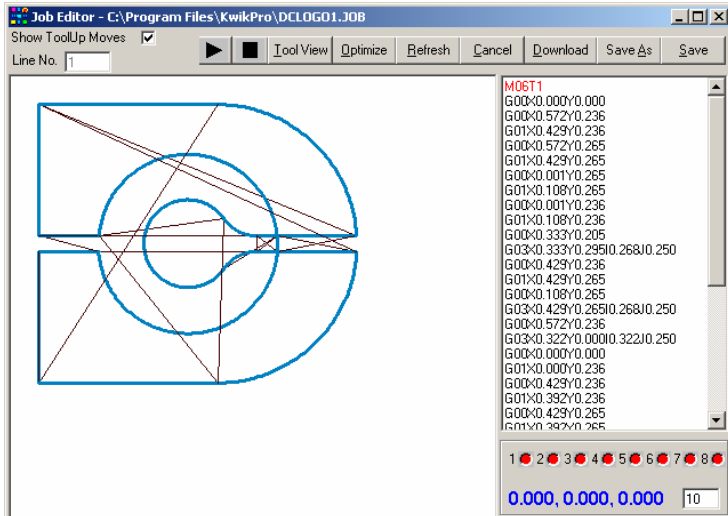 Job Editor - C:\Program Files\KwikPro\DCLOGO1.JOB
Show ToolUp Moves
Line No. 1
Tool View Optimize Refresh Cancel Download Save As Save
M06T1
G00X0.000Y0.000
G00X0.572Y0.236
G01X0.429Y0.236
G00X0.572Y0.265
G01X0.429Y0.265
G00X0.001Y0.265
G01X0.108Y0.265
G00X0.001Y0.236
G01X0.108Y0.236
G00X0.333Y0.205
G03X0.333Y0.295I0.268J0.250
G00X0.429Y0.236
G01X0.429Y0.265
G00X0.108Y0.265
G03X0.429Y0.265I0.268J0.250
G00X0.572Y0.236
G03X0.322Y0.000I0.322J0.250
G00X0.000Y0.000
G01X0.000Y0.236
G00X0.429Y0.236
G01X0.392Y0.236
G00X0.429Y0.265
G01X0.392Y0.265
1 2 3 4 5 6 7 8
0.000, 0.000, 0.000 10